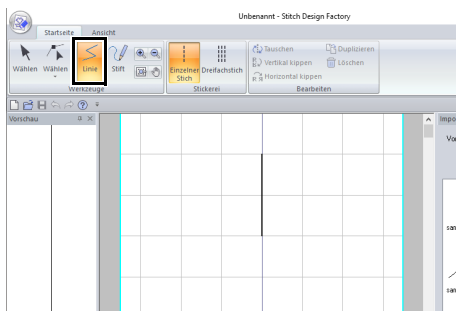 Unbenannt - Stitch Design Factory
Startseite Ansicht
Wählen Wählen Linie Stift Einzelner Stich Dreifachstich Tauschen Duplizieren
Vertikal kippen Löschen
Horizontal kippen
Werkzeuge Stickerei Bearbeiten
Vorschau Impo
Vo
san
san